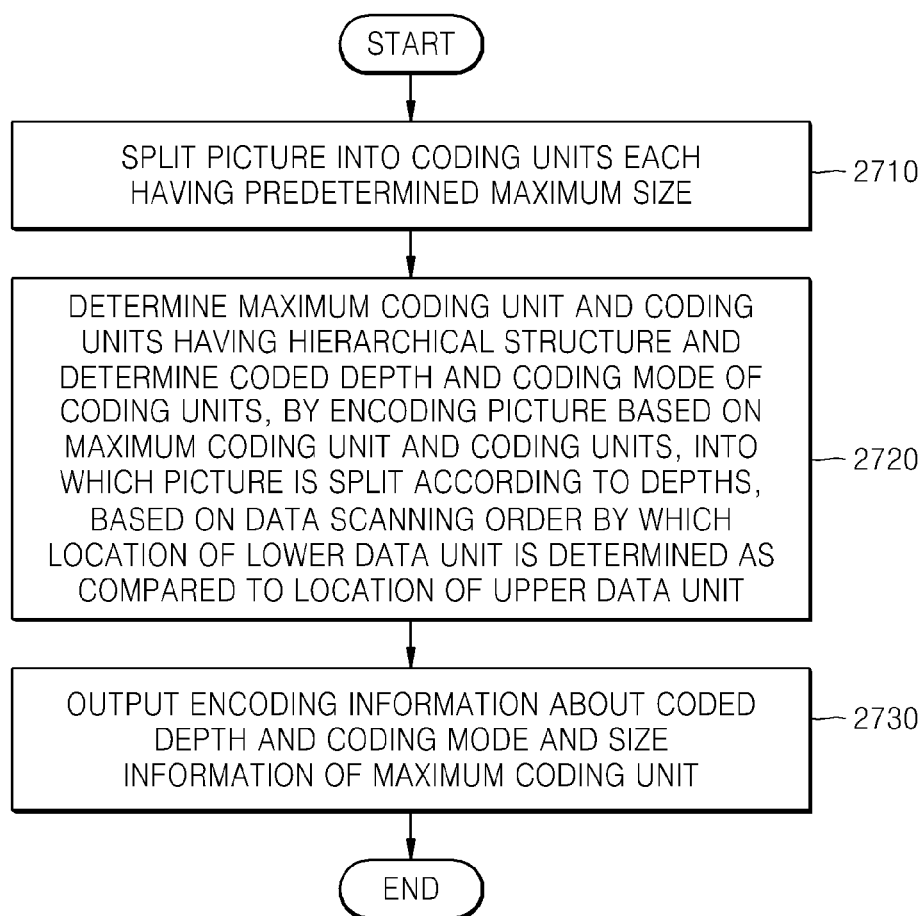 START
SPLIT PICTURE INTO CODING UNITS EACH
HAVING PREDETERMINED MAXIMUM SIZE
2710
DETERMINE MAXIMUM CODING UNIT AND CODING
UNITS HAVING HIERARCHICAL STRUCTURE AND
DETERMINE CODED DEPTH AND CODING MODE OF
CODING UNITS, BY ENCODING PICTURE BASED ON
MAXIMUM CODING UNIT AND CODING UNITS, INTO
WHICH PICTURE IS SPLIT ACCORDING TO DEPTHS,
BASED ON DATA SCANNING ORDER BY WHICH
LOCATION OF LOWER DATA UNIT IS DETERMINED AS
COMPARED TO LOCATION OF UPPER DATA UNIT
2720
OUTPUT ENCODING INFORMATION ABOUT CODED
DEPTH AND CODING MODE AND SIZE
INFORMATION OF MAXIMUM CODING UNIT
2730
END